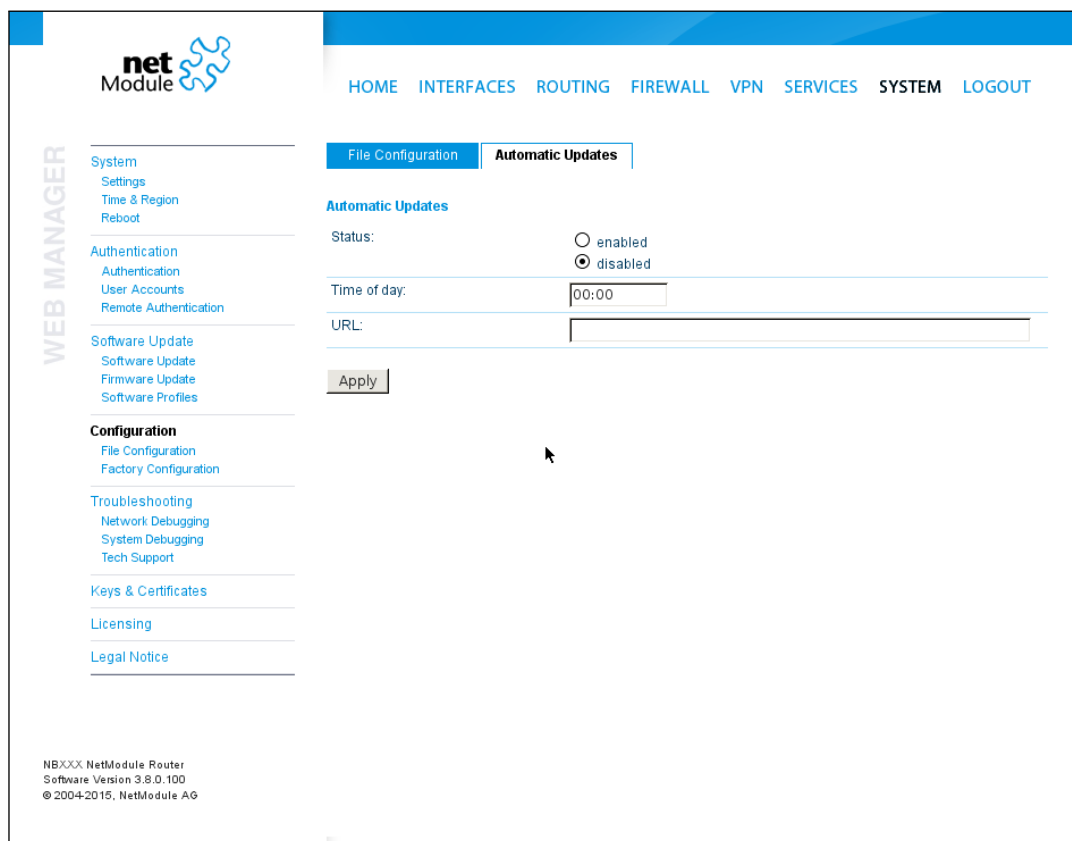 net
Module
HOME INTERFACES ROUTING FIREWALL VPN SERVICES SYSTEM LOGOUT
WEB MANAGER
System
Settings
Time & Region
Reboot
Authentication
Authentication
User Accounts
Remote Authentication
Software Update
Software Update
Firmware Update
Software Profiles
Configuration
File Configuration
Factory Configuration
Troubleshooting
Network Debugging
System Debugging
Tech Support
Keys & Certificates
Licensing
Legal Notice
File Configuration Automatic Updates
Automatic Updates
Status:
enabled
disabled
Time of day: 00:00
URL:
Apply
NBXXX NetModule Router
Software Version 3.8.0.100
© 2004-2015, NetModule AG